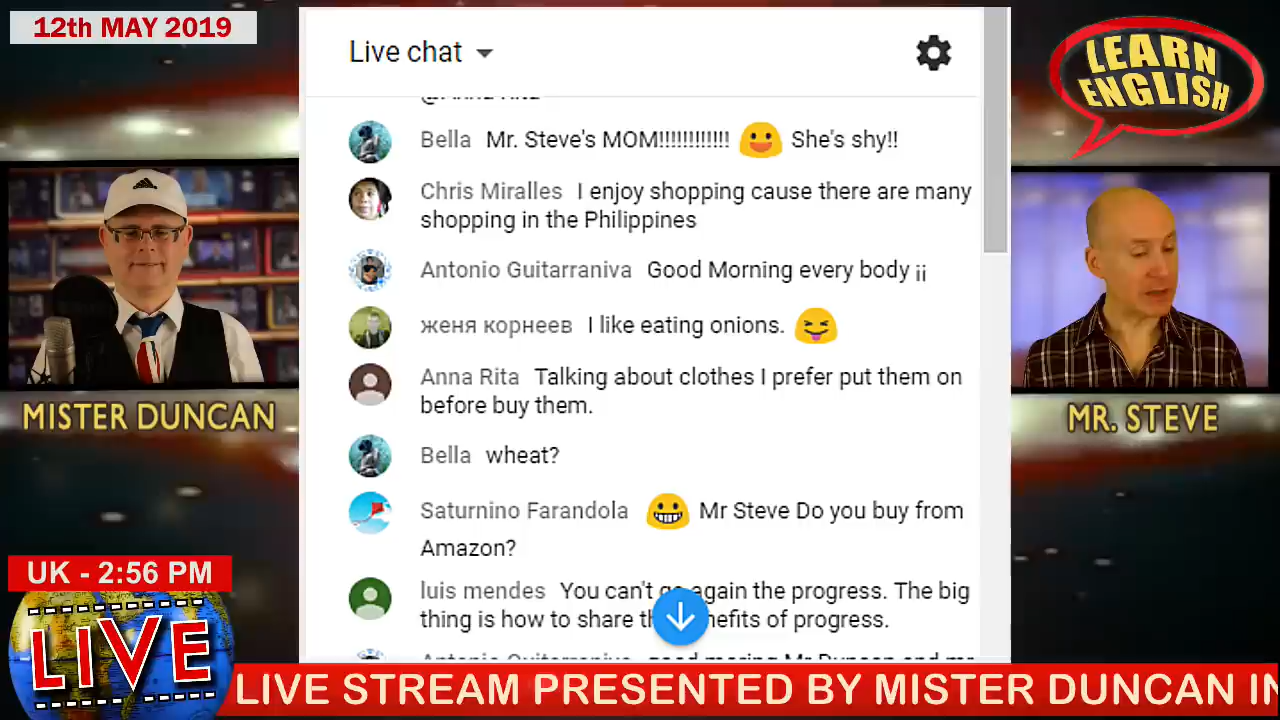 12th MAY 2019
Live chat
LEARN
ENGLISH
Bella Mr. Steve's MOM!!!!!!!!!!!! 😀 She's shy!!
Chris Miralles I enjoy shopping cause there are many
shopping in the Philippines
Antonio Guitarraniva Good Morning every body ¡¡
женя корнеев I like eating onions. 😝
Anna Rita Talking about clothes I prefer put them on
before buy them.
Bella wheat?
Saturnino Farandola 😀 Mr Steve Do you buy from
Amazon?
luis mendes You can't go again the progress. The big
thing is how to share the benefits of progress.
MISTER DUNCAN
MR. STEVE
UK - 2:56 PM
LIVE
LIVE STREAM PRESENTED BY MISTER DUNCAN IN